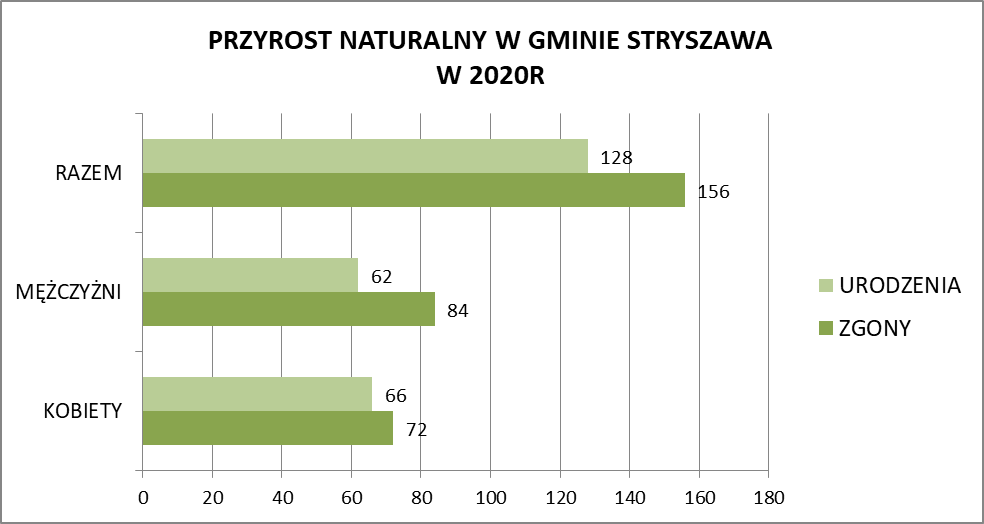 PRZYROST NATURALNY W GMINIE STRYSZAWA
W 2020R
RAZEM
128
156
MĘŻCZYŹNI
62
84
KOBIETY
66
72
0 20 40 60 80 100 120 140 160 180
URODZENIA
ZGONY